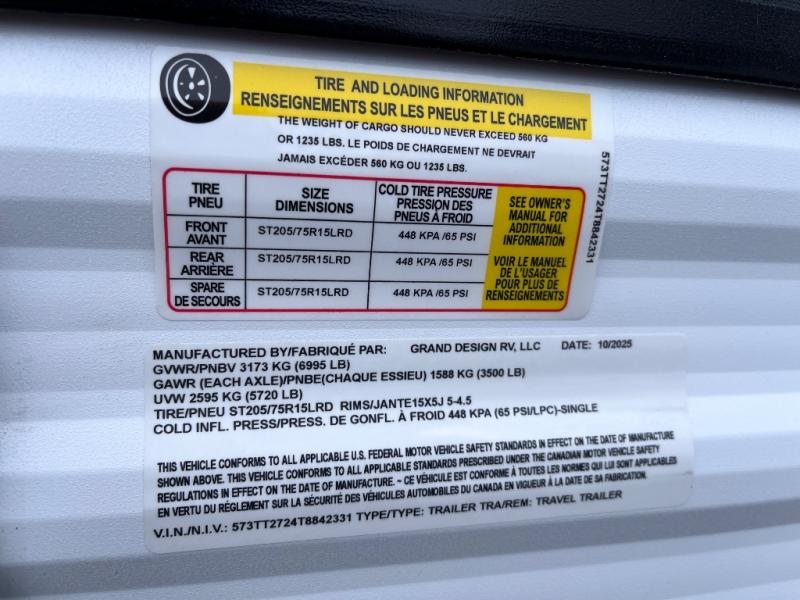 TIRE AND LOADING INFORMATION
RENSEIGNEMENTS SUR LES PNEUS ET LE CHARGEMENT
THE WEIGHT OF CARGO SHOULD NEVER EXCEED 560 KG
OR 1235 LBS. LE POIDS DE CHARGEMENT NE DEVRAIT
JAMAIS EXCÉDER 560 KG OU 1235 LBS.
TIRE
PNEU
SIZE
DIMENSIONS
COLD TIRE PRESSURE
PRESSION DES
PNEUS À FROID
SEE OWNER'S
MANUAL FOR
ADDITIONAL
INFORMATION
VOIR LE MANUEL
DE L'USAGER
POUR PLUS DE
RENSEIGNEMENTS
FRONT
AVANT
ST205/75R15LRD
448 KPA /65 PSI
REAR
ARRIÈRE
ST205/75R15LRD
448 KPA /65 PSI
SPARE
DE SECOURS
ST205/75R15LRD
448 KPA /65 PSI
573TT2724T8842331
MANUFACTURED BY/FABRIQUÉ PAR: GRAND DESIGN RV, LLC DATE: 10/2025
GVWR/PNBV 3173 KG (6995 LB)
GAWR (EACH AXLE)/PNBE(CHAQUE ESSIEU) 1588 KG (3500 LB)
UVW 2595 KG (5720 LB)
TIRE/PNEU ST205/75R15LRD RIMS/JANTE15X5J 5-4.5
COLD INFL. PRESS/PRESS. DE GONFL. À FROID 448 KPA (65 PSI/LPC)-SINGLE
THIS VEHICLE CONFORMS TO ALL APPLICABLE U.S. FEDERAL MOTOR VEHICLE SAFETY STANDARDS IN EFFECT ON THE DATE OF MANUFACTURE
SHOWN ABOVE. THIS VEHICLE CONFORMS TO ALL APPLICABLE STANDARDS PRESCRIBED UNDER THE CANADIAN MOTOR VEHICLE SAFETY
REGULATIONS IN EFFECT ON THE DATE OF MANUFACTURE. ~ CE VÉHICULE EST CONFORME À TOUTES LES NORMES QUI LUI SONT APPLICABLES
EN VERTU DU RÉGLEMENT SUR LA SÉCURITÉ DES VÉHICULES AUTOMOBILES DU CANADA EN VIGUEUR À LA DATE DE SA FABRICATION.
V.I.N./N.I.V.: 573TT2724T8842331 TYPE/TYPE: TRAILER TRA/REM: TRAVEL TRAILER